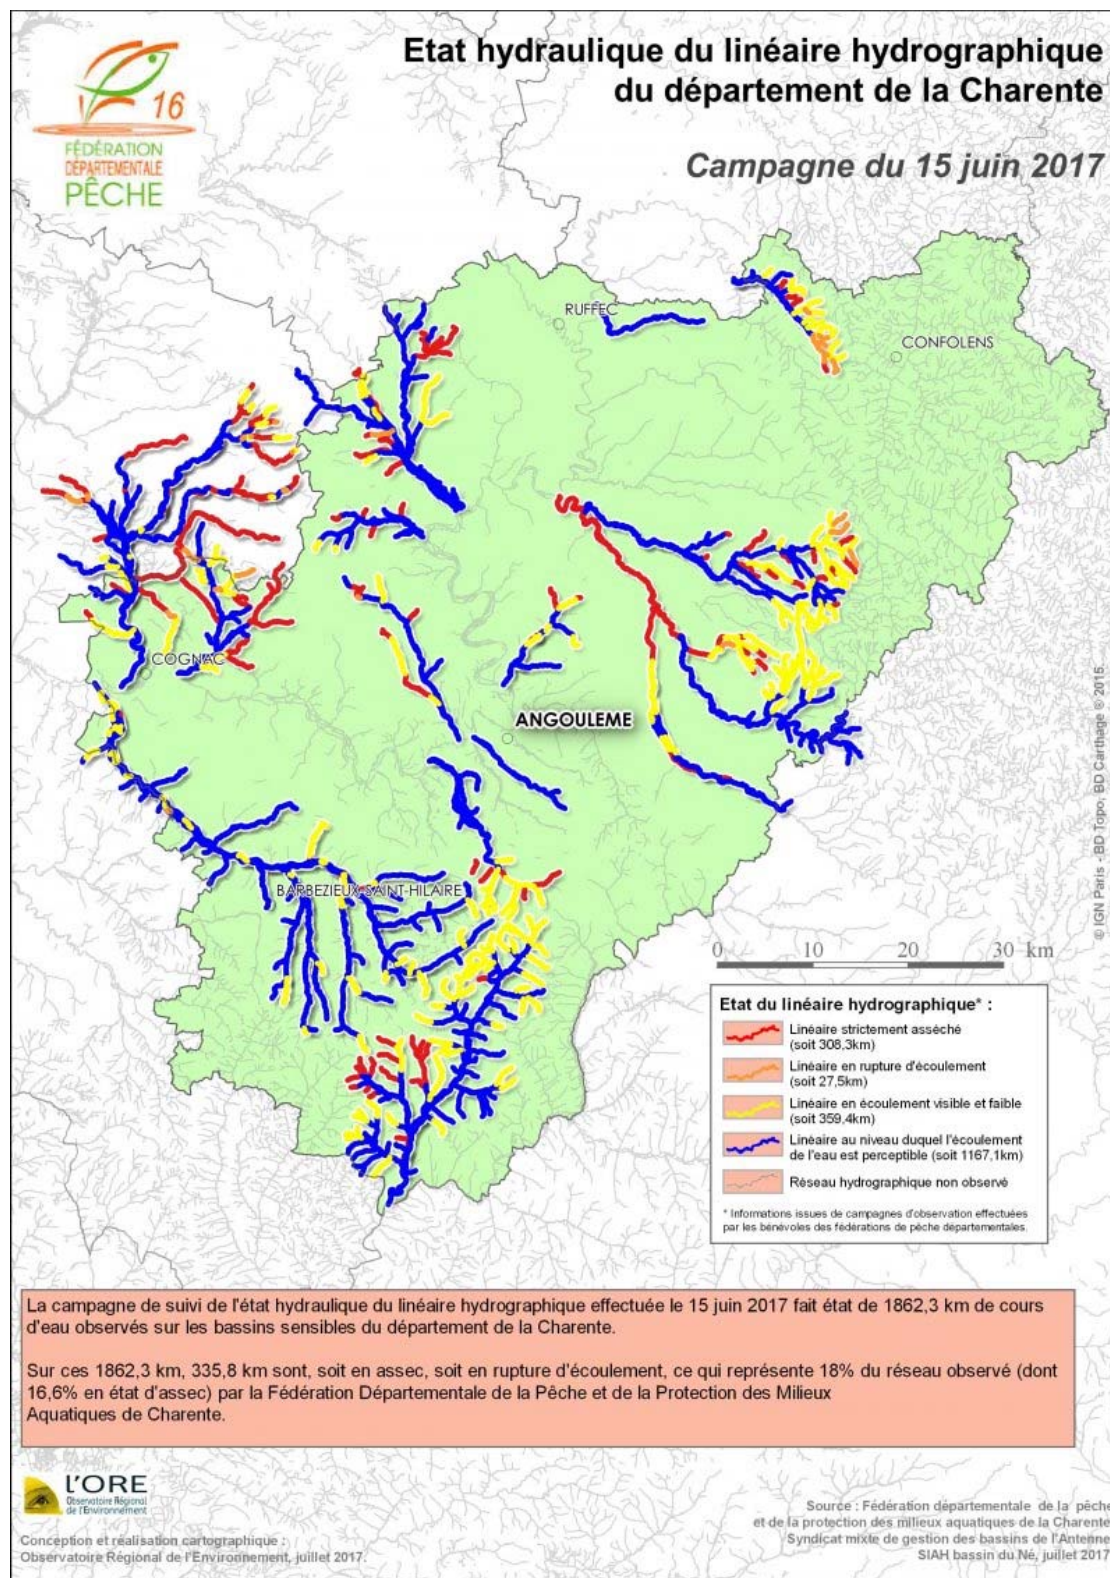 Etat hydraulique du linéaire hydrographique
du département de la Charente
Campagne du 15 juin 2017
16
FÉDÉRATION
DÉPARTEMENTALE
PÊCHE
RUFFEC
CONFOLENS
COGNAC
ANGOULEME
BARBEZIEUX-SAINT-HILAIRE
© IGN Paris - BD Topo, BD Carthage ® 2015
0 10 20 30 km
Etat du linéaire hydrographique* :
Linéaire strictement asséché
(soit 308,3km)
Linéaire en rupture d'écoulement
(soit 27,5km)
Linéaire en écoulement visible et faible
(soit 359,4km)
Linéaire au niveau duquel l'écoulement
de l'eau est perceptible (soit 1167,1km)
Réseau hydrographique non observé
* Informations issues de campagnes d'observation effectuées
par les bénévoles des fédérations de pêche départementales.
La campagne de suivi de l'état hydraulique du linéaire hydrographique effectuée le 15 juin 2017 fait état de 1862,3 km de cours
d'eau observés sur les bassins sensibles du département de la Charente.
Sur ces 1862,3 km, 335,8 km sont, soit en assec, soit en rupture d'écoulement, ce qui représente 18% du réseau observé (dont
16,6% en état d'assec) par la Fédération Départementale de la Pêche et de la Protection des Milieux
Aquatiques de Charente.
L'ORE
Observatoire Régional
de l'Environnement
Conception et réalisation cartographique :
Observatoire Régional de l'Environnement, juillet 2017.
Source : Fédération départementale de la pêche
et de la protection des milieux aquatiques de la Charente
Syndicat mixte de gestion des bassins de l'Antenne
SIAH bassin du Né, juillet 2017